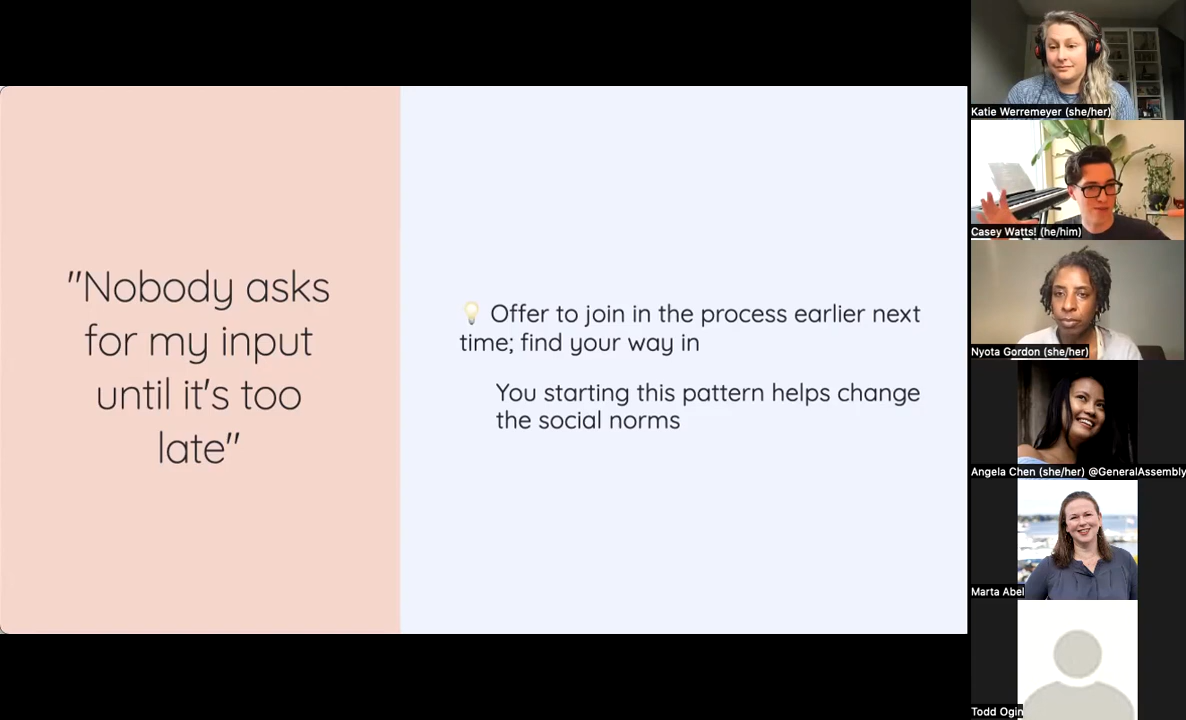 "Nobody asks
for my input
until it's too
late"
💡 Offer to join in the process earlier next
time; find your way in
You starting this pattern helps change
the social norms
Katie Werremeyer (she/her)
Casey Watts! (he/him)
Nyota Gordon (she/her)
Angela Chen (she/her) @GeneralAssembly
Marta Abel
Todd Ogin